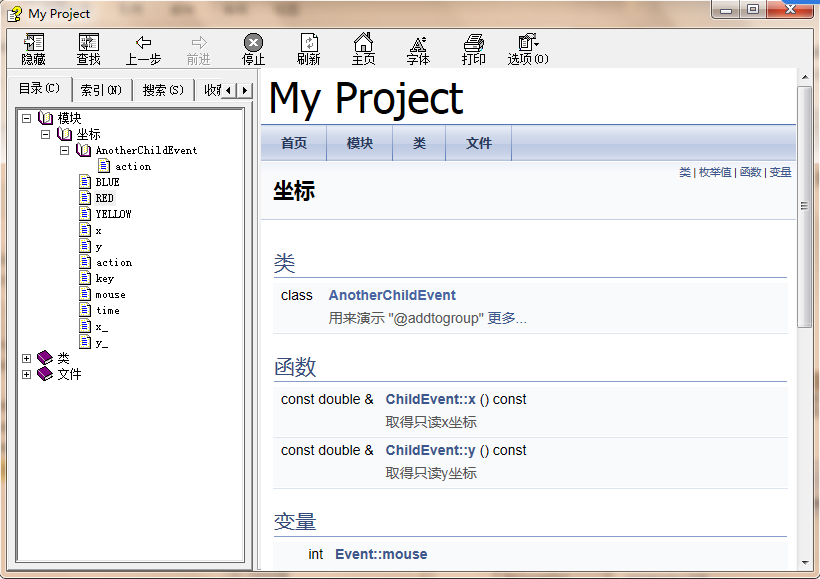 My Project
隐藏 查找 上一步 前进 停止 刷新 主页 字体 打印 选项(O)
目录(C) 索引(N) 搜索(S)
模块
坐标
AnotherChildEvent
action
BLUE
RED
YELLOW
x
y
action
key
mouse
time
x_
y_
类
文件
My Project
首页 模块 类 文件
类 | 枚举值 | 函数 | 变量
坐标
类
class AnotherChildEvent
用来演示 "@addtogroup" 更多...
函数
const double & ChildEvent::x () const
取得只读x坐标
const double & ChildEvent::y () const
取得只读y坐标
变量
int Event::mouse